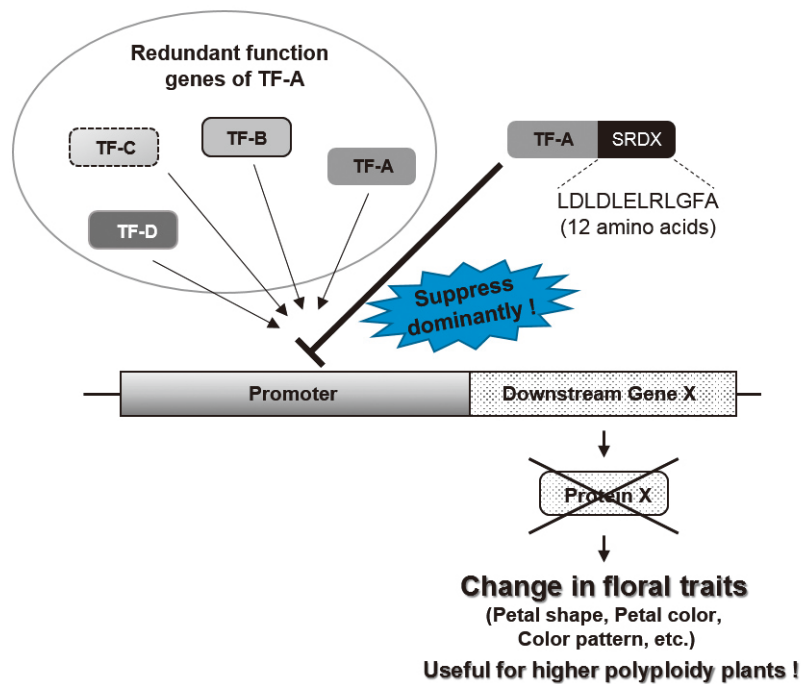 Redundant function
genes of TF-A
TF-C
TF-B
TF-A
TF-D
TF-A
SRDX
LDLDLELRLGFA
(12 amino acids)
Suppress
dominantly !
Promoter
Downstream Gene X
Protein X
Change in floral traits
(Petal shape, Petal color,
Color pattern, etc.)
Useful for higher polyploidy plants !